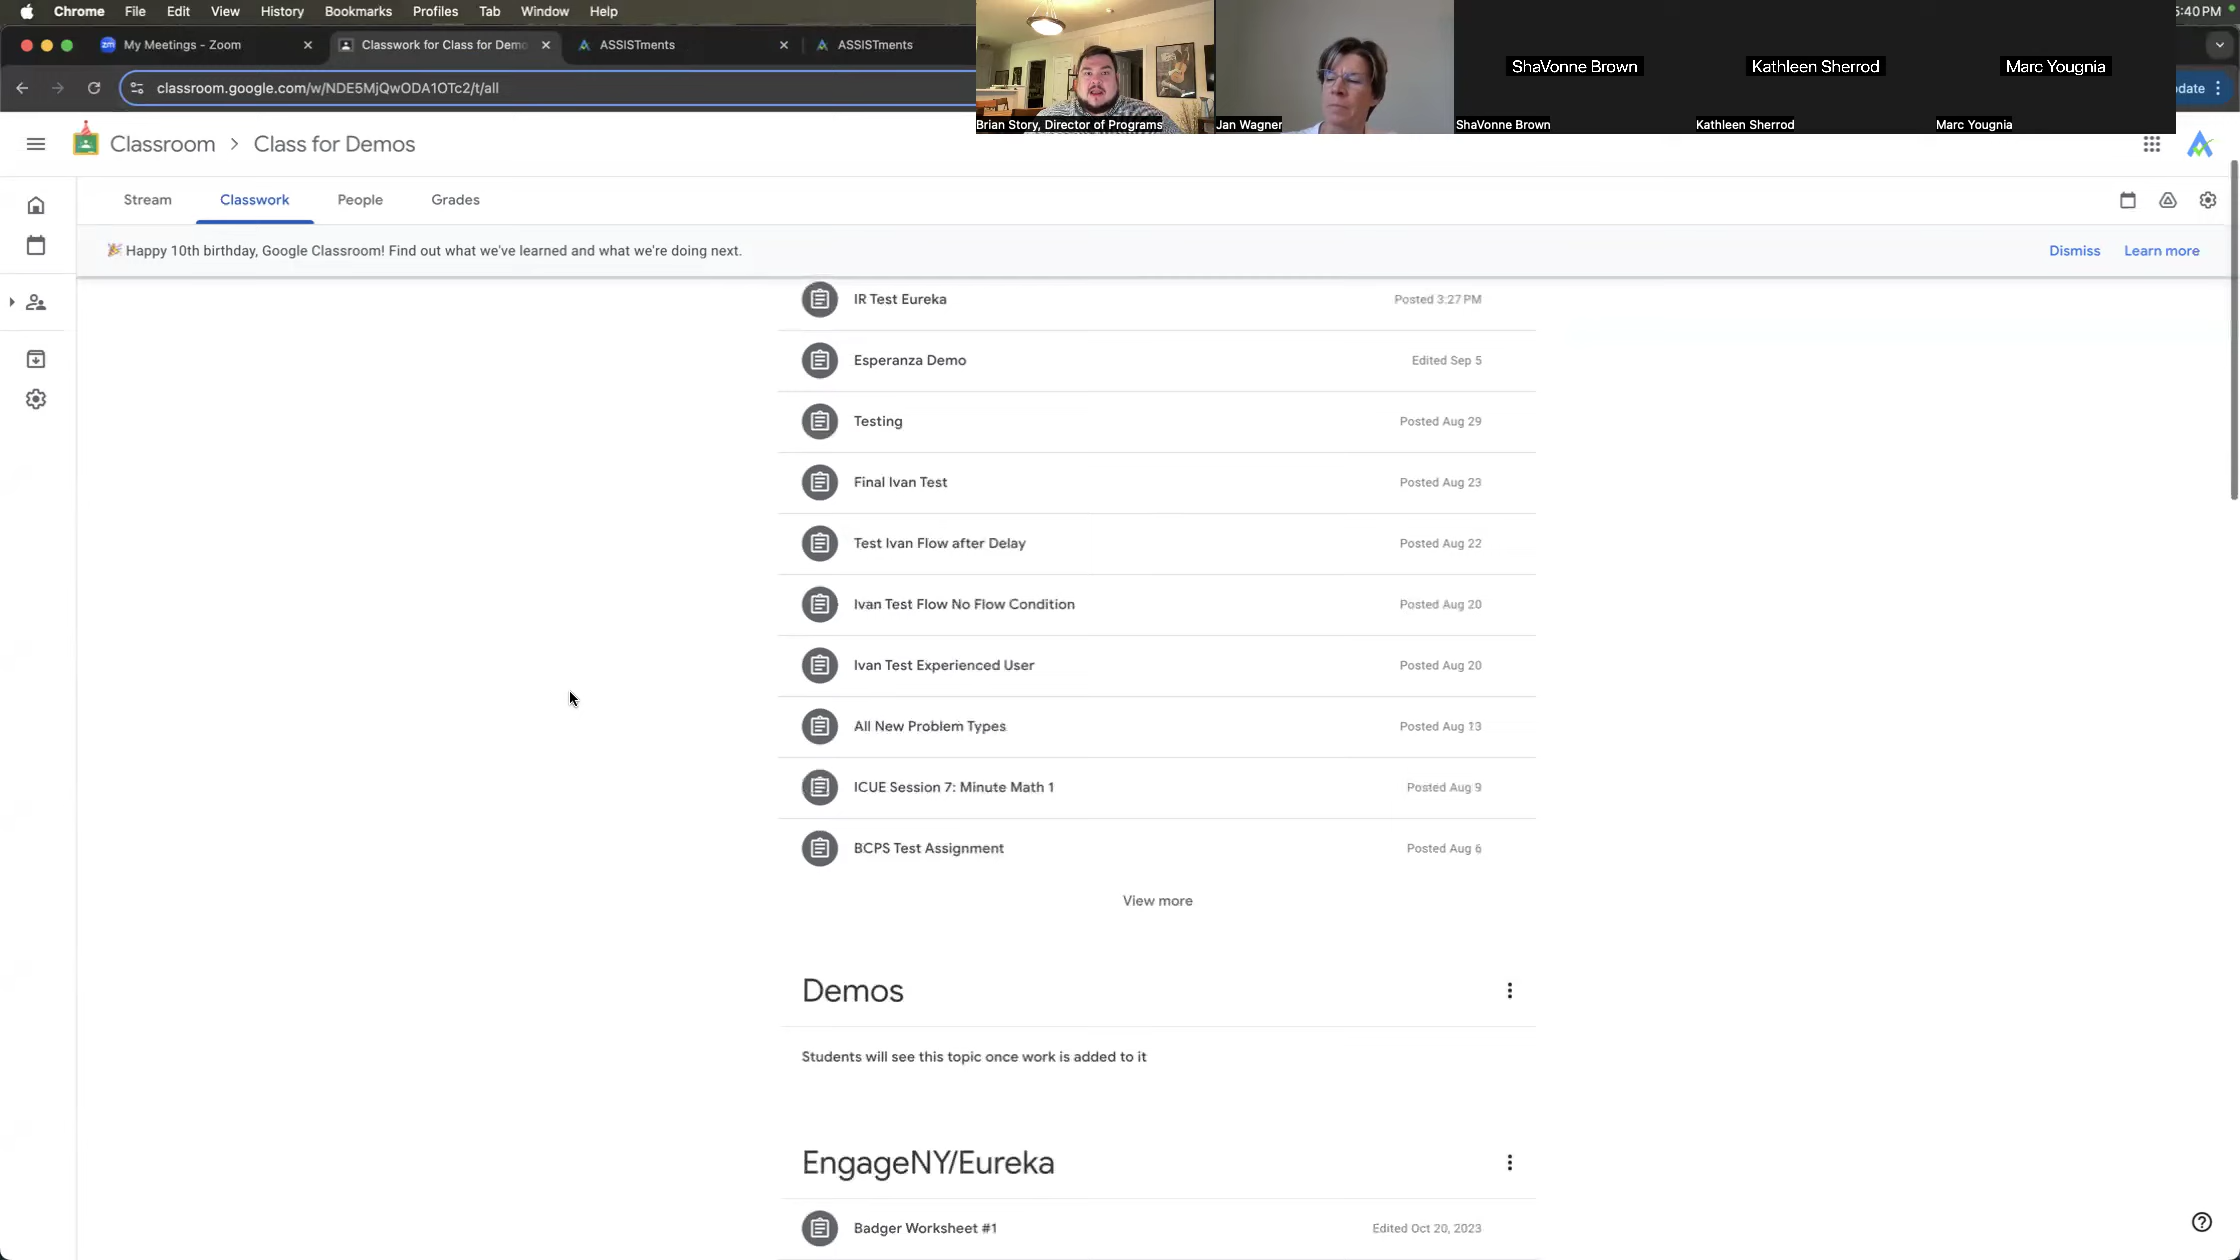 Chrome File Edit View History Bookmarks Profiles Tab Window Help
5:40 PM
zm My Meetings - Zoom
Classwork for Class for Demo
ASSISTments
ASSISTments
classroom.google.com/w/NDE5MjQwODA1OTc2/t/all
date
ShaVonne Brown
Kathleen Sherrod
Marc Yougnia
Brian Story, Director of Programs
Jan Wagner
ShaVonne Brown
Kathleen Sherrod
Marc Yougnia
Classroom > Class for Demos
Stream Classwork People Grades
Happy 10th birthday, Google Classroom! Find out what we've learned and what we're doing next.
Dismiss Learn more
IR Test Eureka Posted 3:27 PM
Esperanza Demo Edited Sep 5
Testing Posted Aug 29
Final Ivan Test Posted Aug 23
Test Ivan Flow after Delay Posted Aug 22
Ivan Test Flow No Flow Condition Posted Aug 20
Ivan Test Experienced User Posted Aug 20
All New Problem Types Posted Aug 13
ICUE Session 7: Minute Math 1 Posted Aug 9
BCPS Test Assignment Posted Aug 6
View more
Demos
Students will see this topic once work is added to it
EngageNY/Eureka
Badger Worksheet #1 Edited Oct 20, 2023